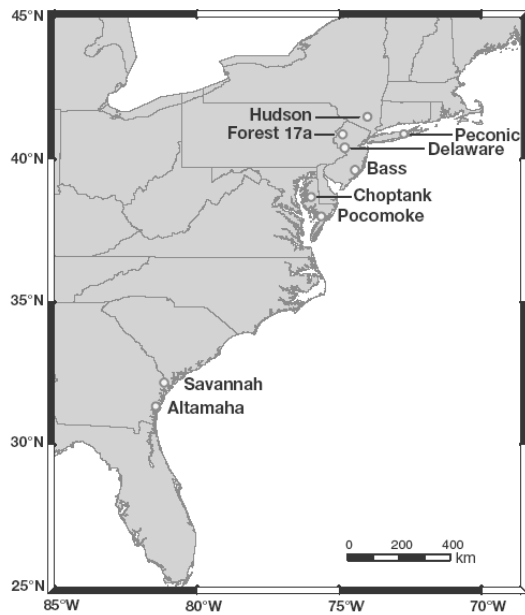 45°N
Hudson
Forest 17a
Peconic
Delaware
40°N
Bass
Choptank
Pocomoke
35°N
Savannah
Altamaha
30°N
0 200 400
km
25°N
85°W 80°W 75°W 70°W